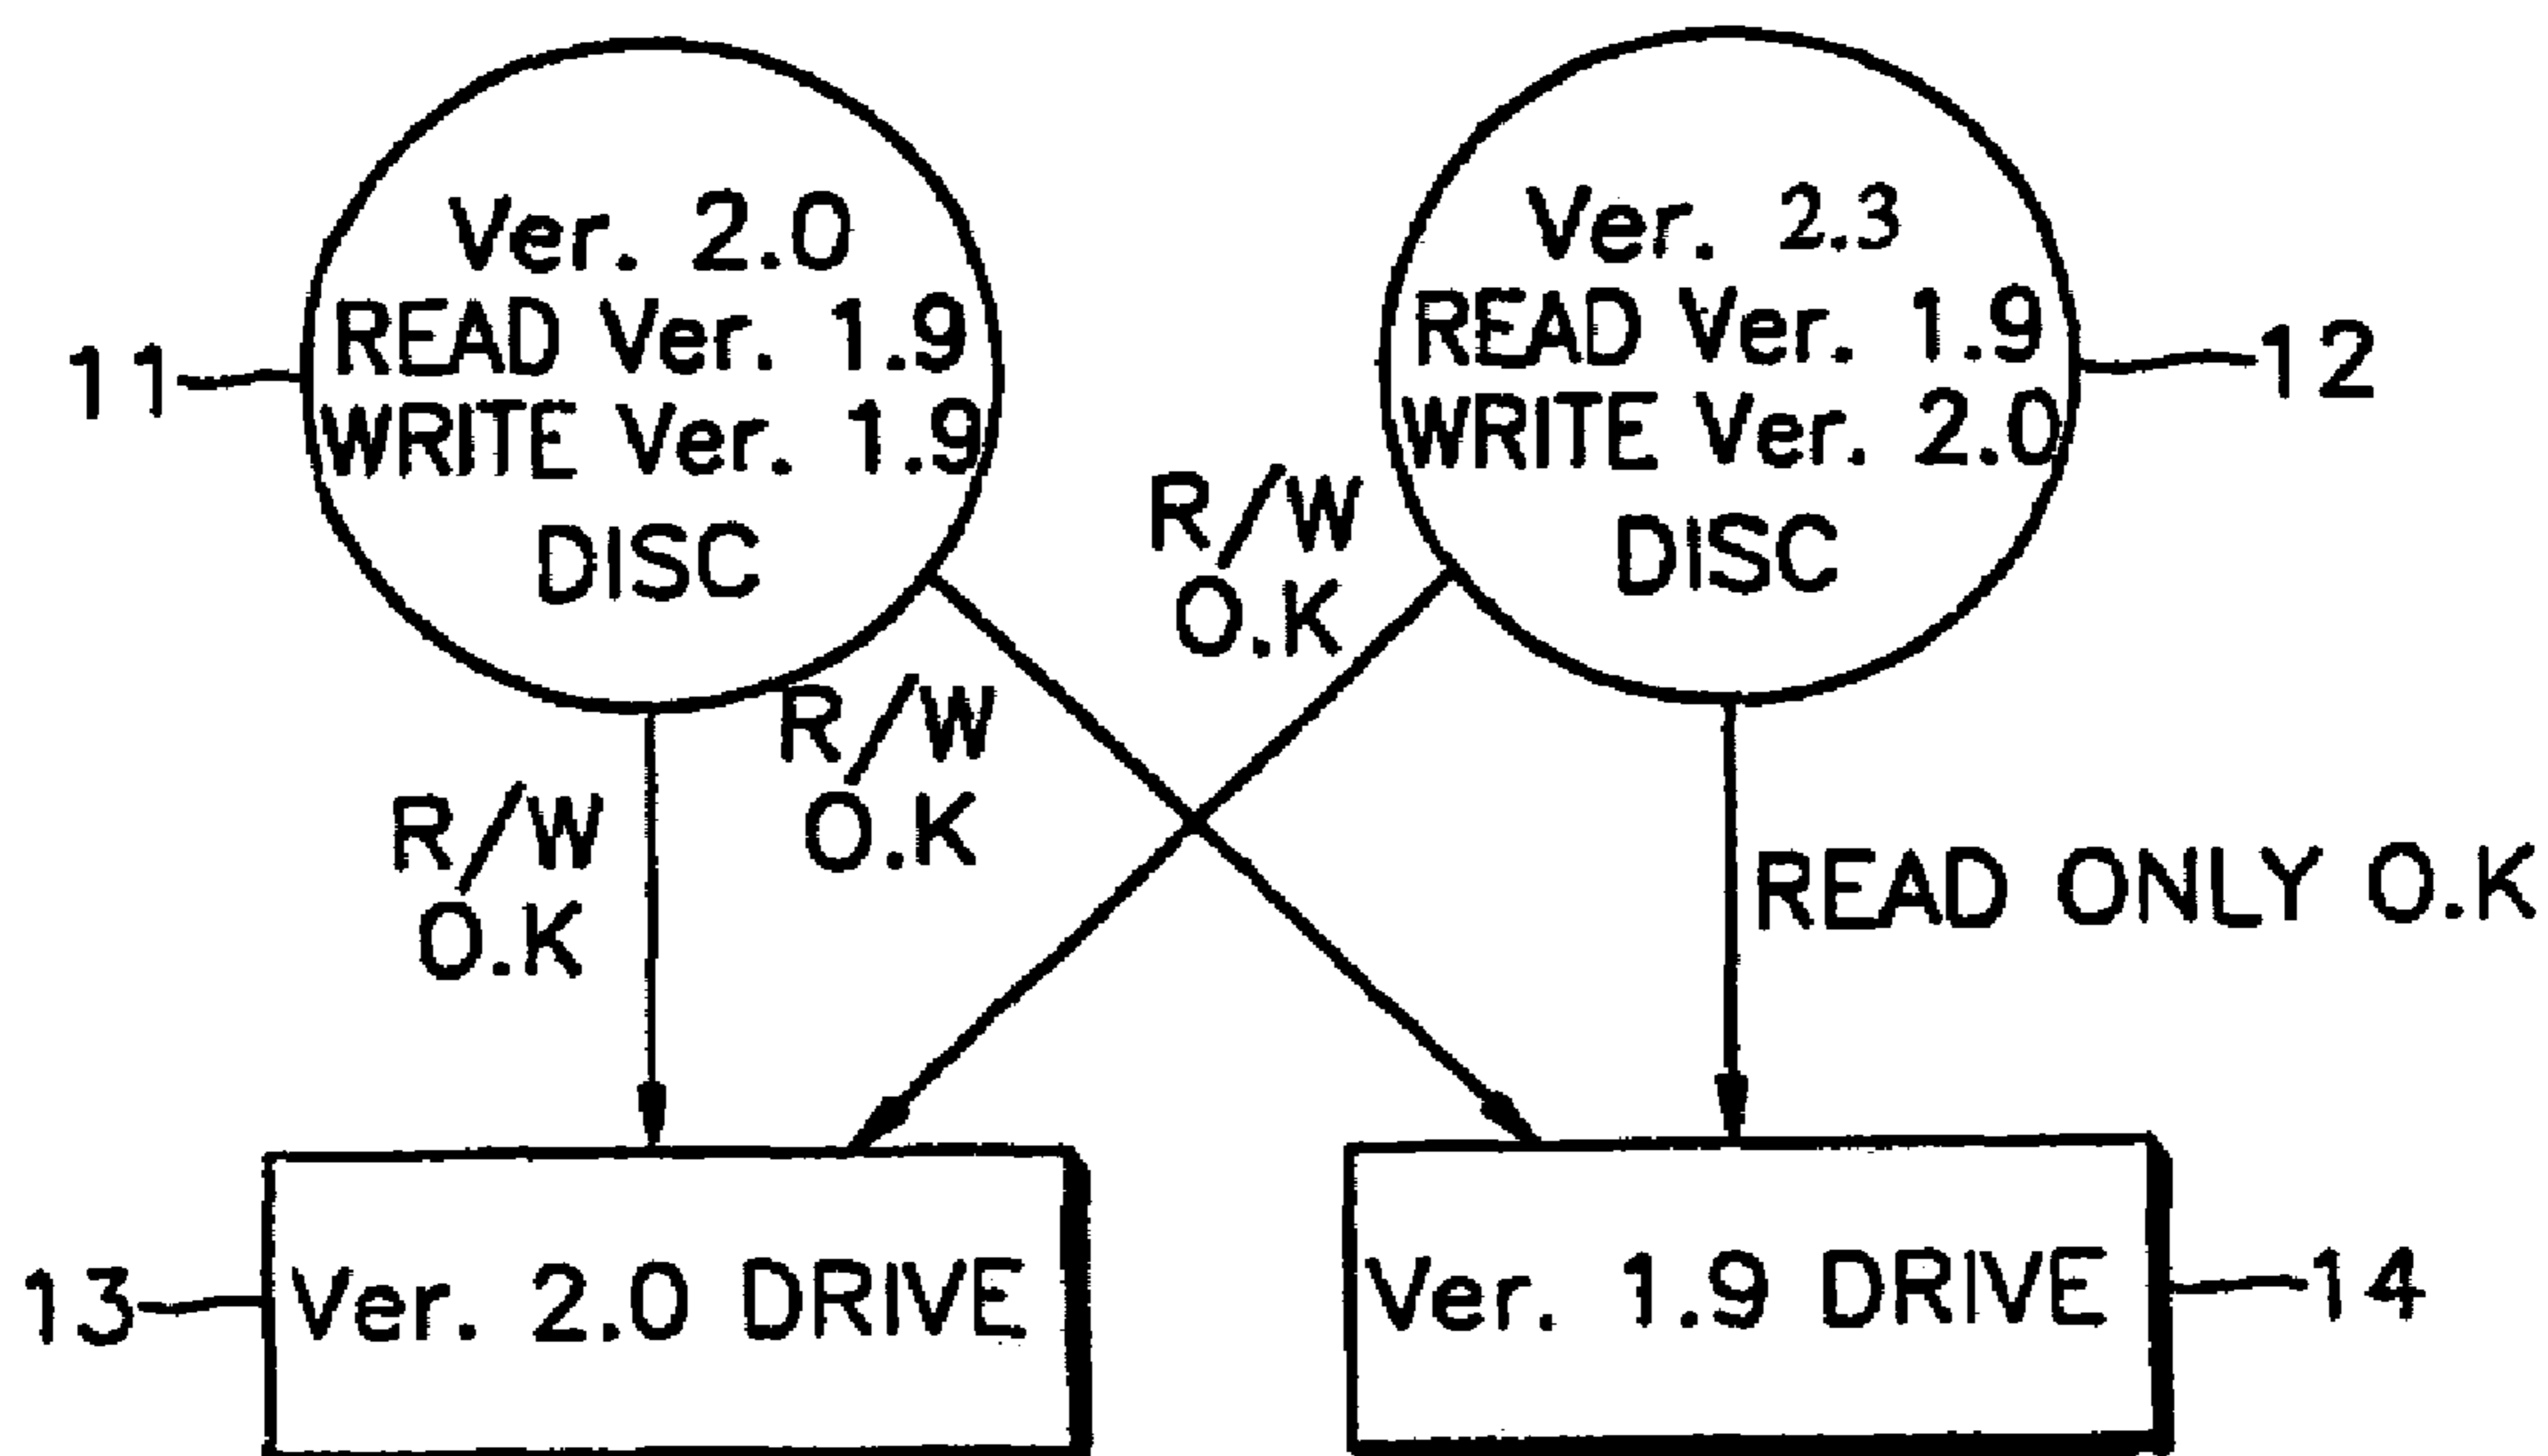 Ver. 2.0
READ Ver. 1.9
WRITE Ver. 1.9
DISC
11
Ver. 2.3
READ Ver. 1.9
WRITE Ver. 2.0
DISC
12
R/W
O.K
R/W
O.K
R/W
O.K
READ ONLY O.K
13
Ver. 2.0 DRIVE
Ver. 1.9 DRIVE
14